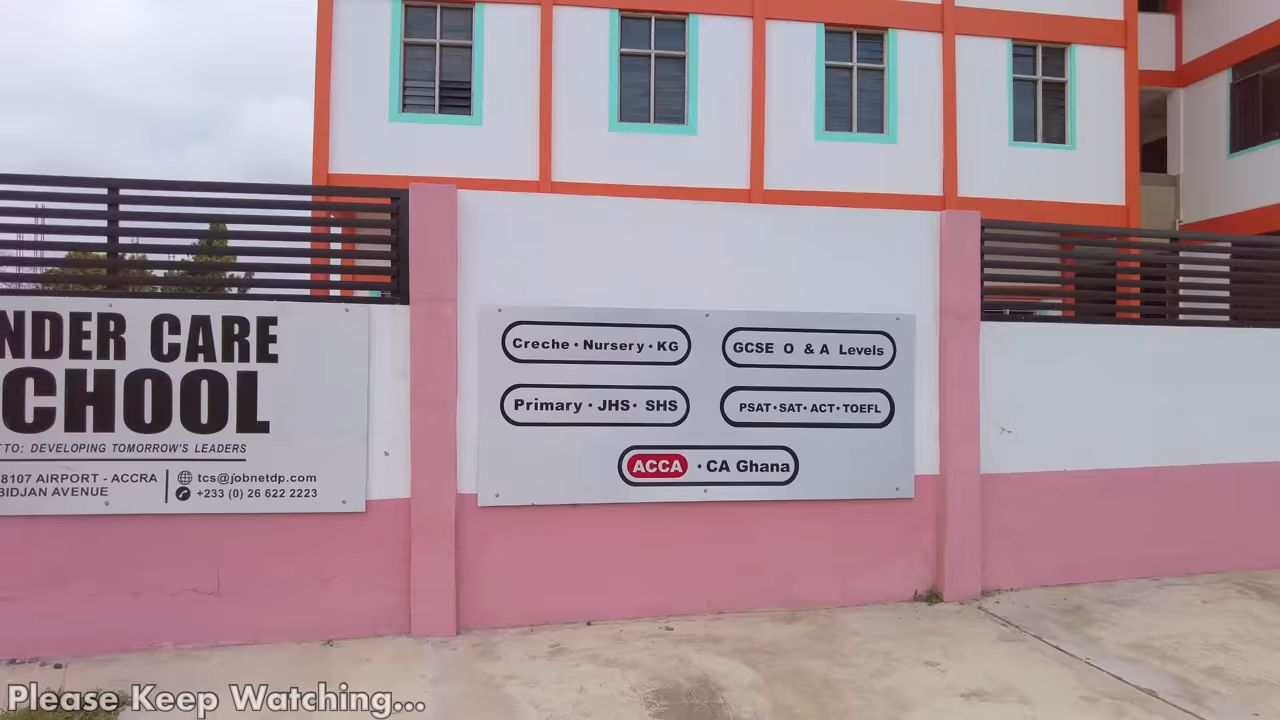 NDER CARE
CHOOL
TO: DEVELOPING TOMORROW'S LEADERS
8107 AIRPORT - ACCRA
BIDJAN AVENUE
tcs@jobnetdp.com
+233 (0) 26 622 2223
Creche • Nursery • KG
GCSE O & A Levels
Primary • JHS • SHS
PSAT • SAT • ACT • TOEFL
ACCA • CA Ghana
Please Keep Watching...